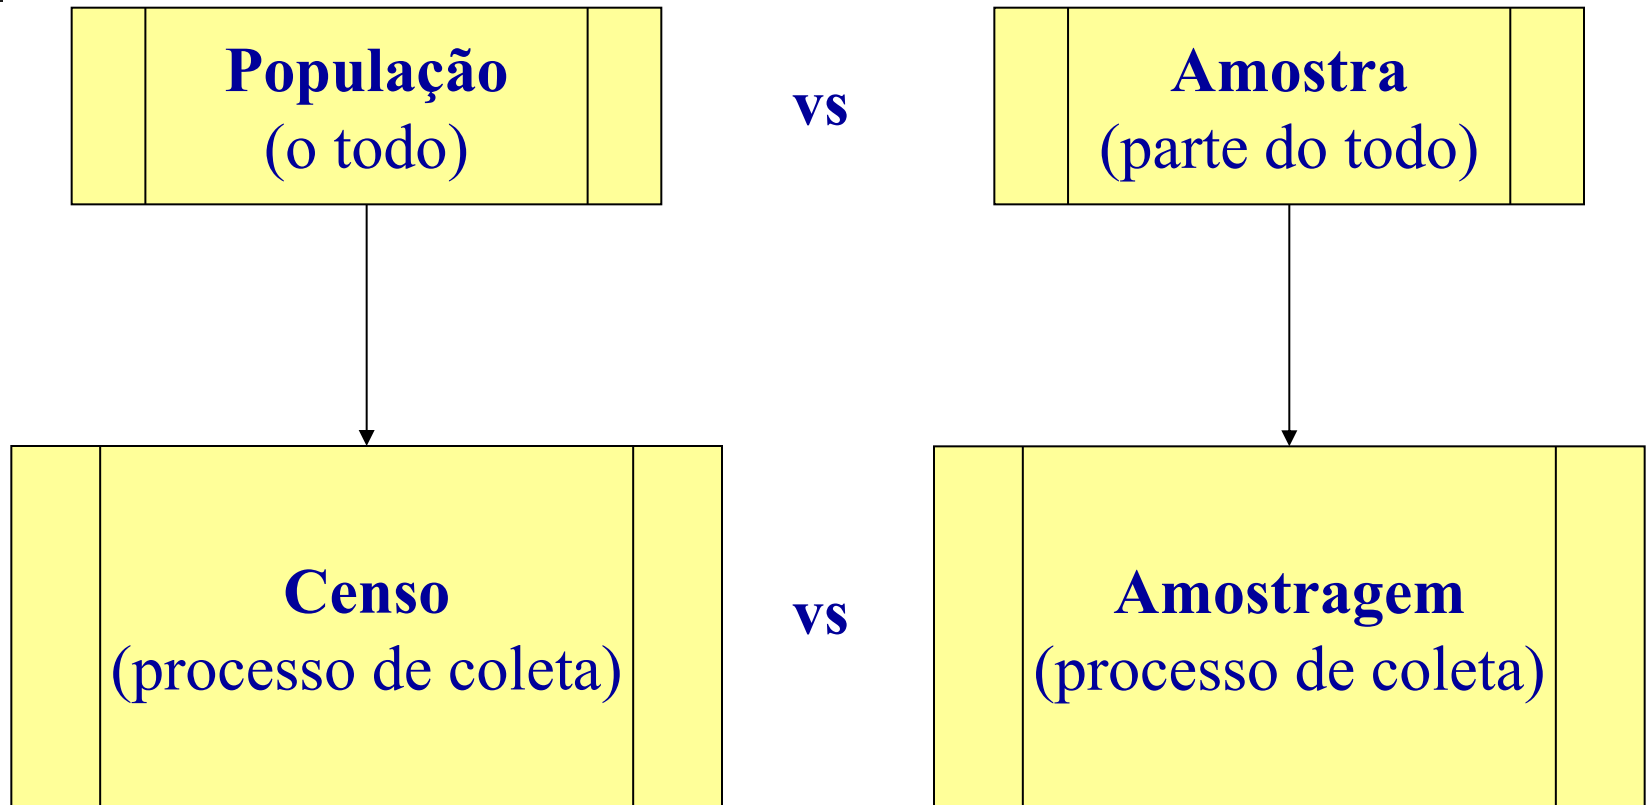 População
(o todo)
vs
Amostra
(parte do todo)
Censo
(processo de coleta)
vs
Amostragem
(processo de coleta)